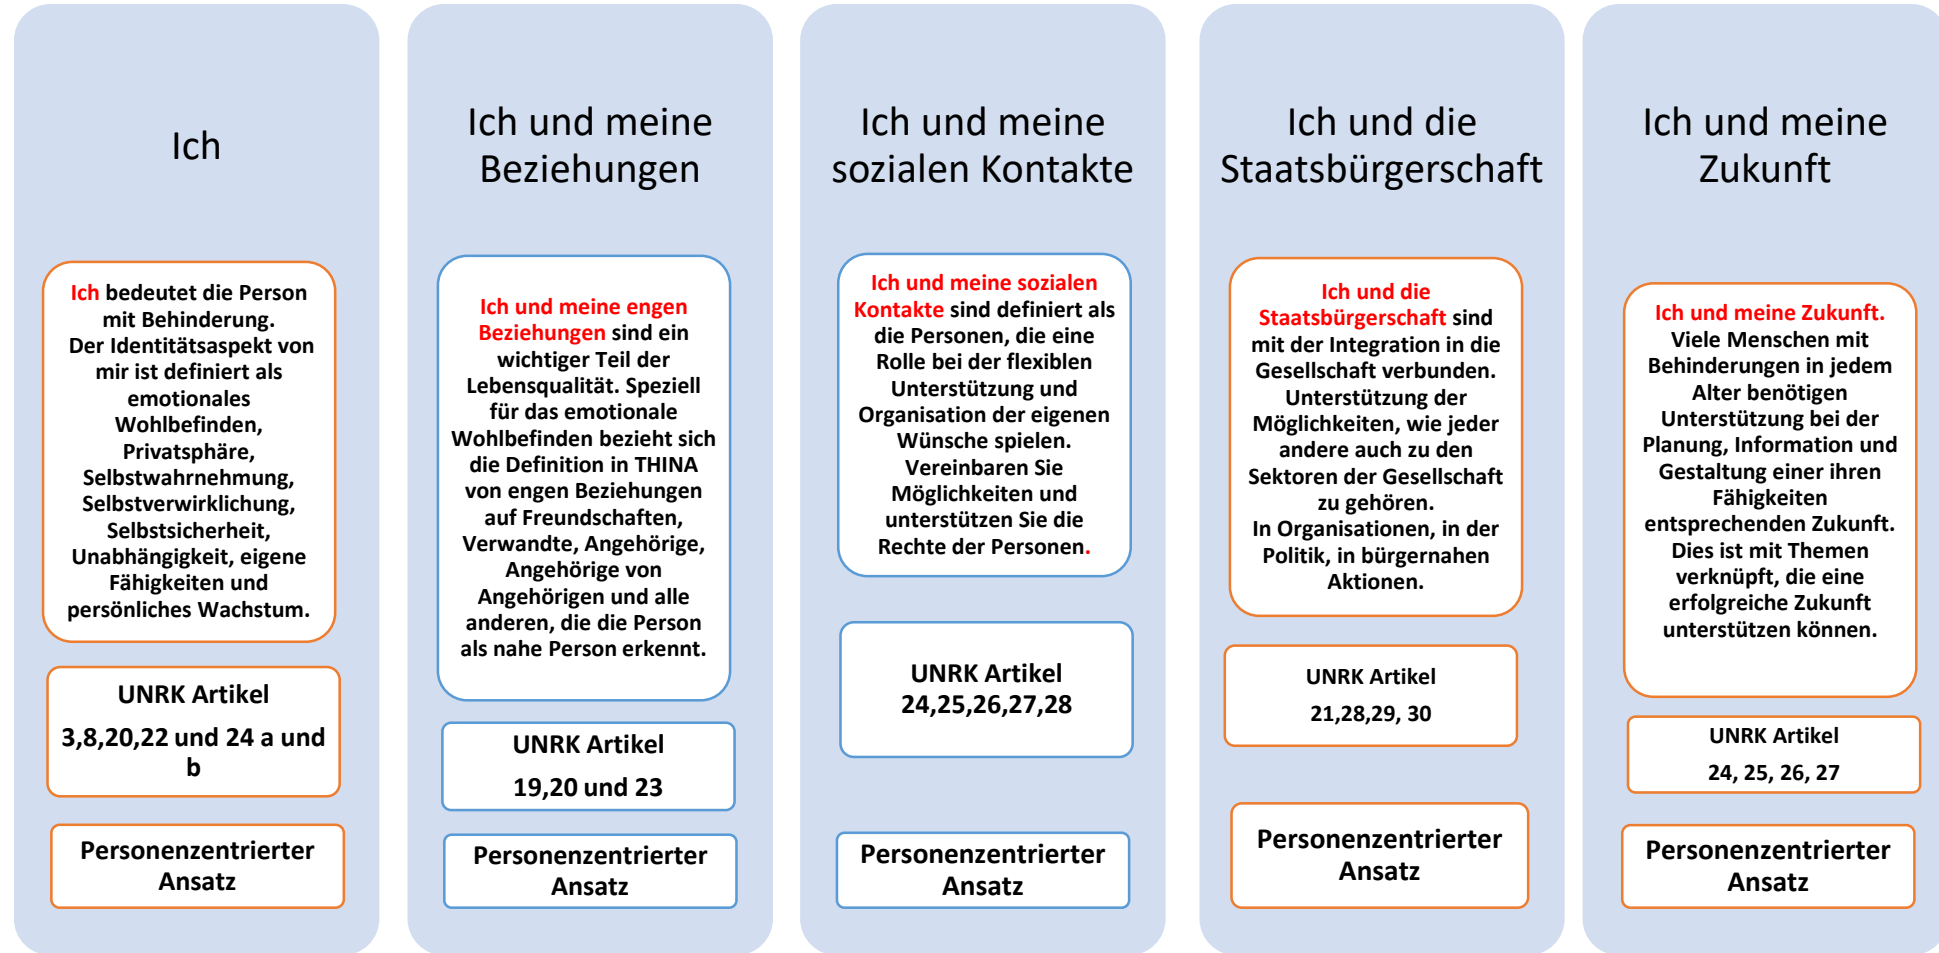 Ich
Ich bedeutet die Person
mit Behinderung.
Der Identitätsaspekt von
mir ist definiert als
emotionales
Wohlbefinden,
Privatsphäre,
Selbstwahrnehmung,
Selbstverwirklichung,
Selbstsicherheit,
Unabhängigkeit, eigene
Fähigkeiten und
persönliches Wachstum.
UNRK Artikel
3,8,20,22 und 24 a und
b
Personenzentrierter
Ansatz
Ich und meine
Beziehungen
Ich und meine engen
Beziehungen sind ein
wichtiger Teil der
Lebensqualität. Speziell
für das emotionale
Wohlbefinden bezieht sich
die Definition in THINA
von engen Beziehungen
auf Freundschaften,
Verwandte, Angehörige,
Angehörige von
Angehörigen und alle
anderen, die die Person
als nahe Person erkennt.
UNRK Artikel
19,20 und 23
Personenzentrierter
Ansatz
Ich und meine
sozialen Kontakte
Ich und meine sozialen
Kontakte sind definiert als
die Personen, die eine
Rolle bei der flexiblen
Unterstützung und
Organisation der eigenen
Wünsche spielen.
Vereinbaren Sie
Möglichkeiten und
unterstützen Sie die
Rechte der Personen.
UNRK Artikel
24,25,26,27,28
Personenzentrierter
Ansatz
Ich und die
Staatsbürgerschaft
Ich und die
Staatsbürgerschaft sind
mit der Integration in die
Gesellschaft verbunden.
Unterstützung der
Möglichkeiten, wie jeder
andere auch zu den
Sektoren der Gesellschaft
zu gehören.
In Organisationen, in der
Politik, in bürgernahen
Aktionen.
UNRK Artikel
21,28,29, 30
Personenzentrierter
Ansatz
Ich und meine
Zukunft
Ich und meine Zukunft.
Viele Menschen mit
Behinderungen in jedem
Alter benötigen
Unterstützung bei der
Planung, Information und
Gestaltung einer ihren
Fähigkeiten
entsprechenden Zukunft.
Dies ist mit Themen
verknüpft, die eine
erfolgreiche Zukunft
unterstützen können.
UNRK Artikel
24, 25, 26, 27
Personenzentrierter
Ansatz